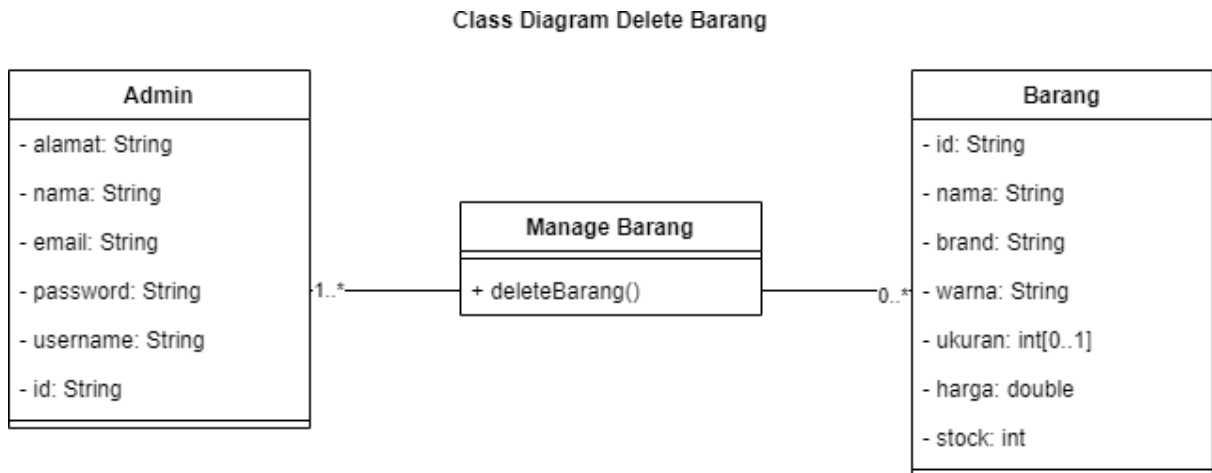 Class Diagram Delete Barang
Admin
- alamat: String
- nama: String
- email: String
- password: String
- username: String
- id: String
1..*
Manage Barang
+ deleteBarang()
0..*
Barang
- id: String
- nama: String
- brand: String
- warna: String
- ukuran: int[0..1]
- harga: double
- stock: int